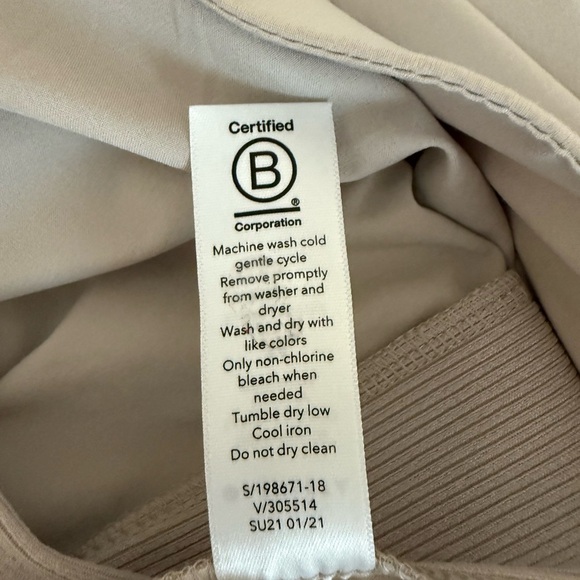 Certified
B
®
Corporation
Machine wash cold
gentle cycle
Remove promptly
from washer and
dryer
Wash and dry with
like colors
Only non-chlorine
bleach when
needed
Tumble dry low
Cool iron
Do not dry clean
S/198671-18
V/305514
SU21 01/21